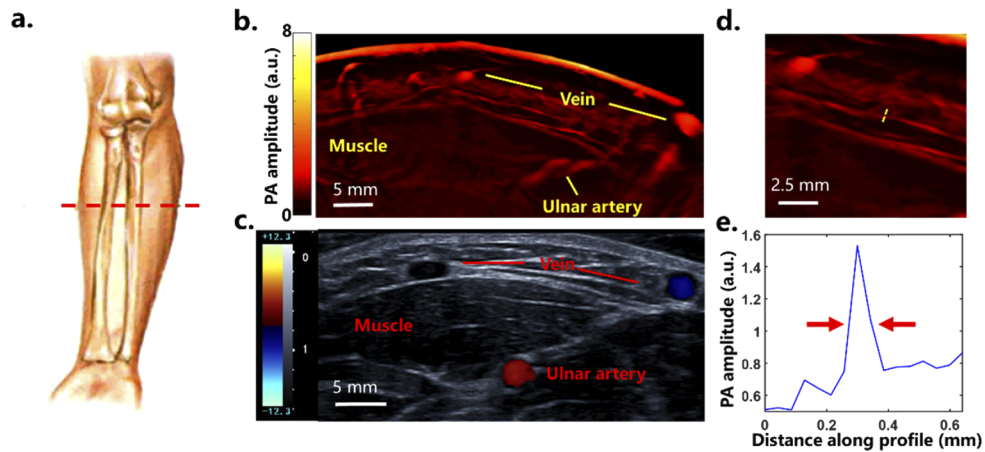 a.
b.
8
PA amplitude (a.u.)
0
Vein
Muscle
5 mm
Ulnar artery
c.
+12.3
-12.3
0
1
Vein
Muscle
5 mm
Ulnar artery
d.
2.5 mm
e.
PA amplitude (a.u.)
1.6
1.4
1.2
1
0.8
0.6
0
0.2
0.4
0.6
Distance along profile (mm)